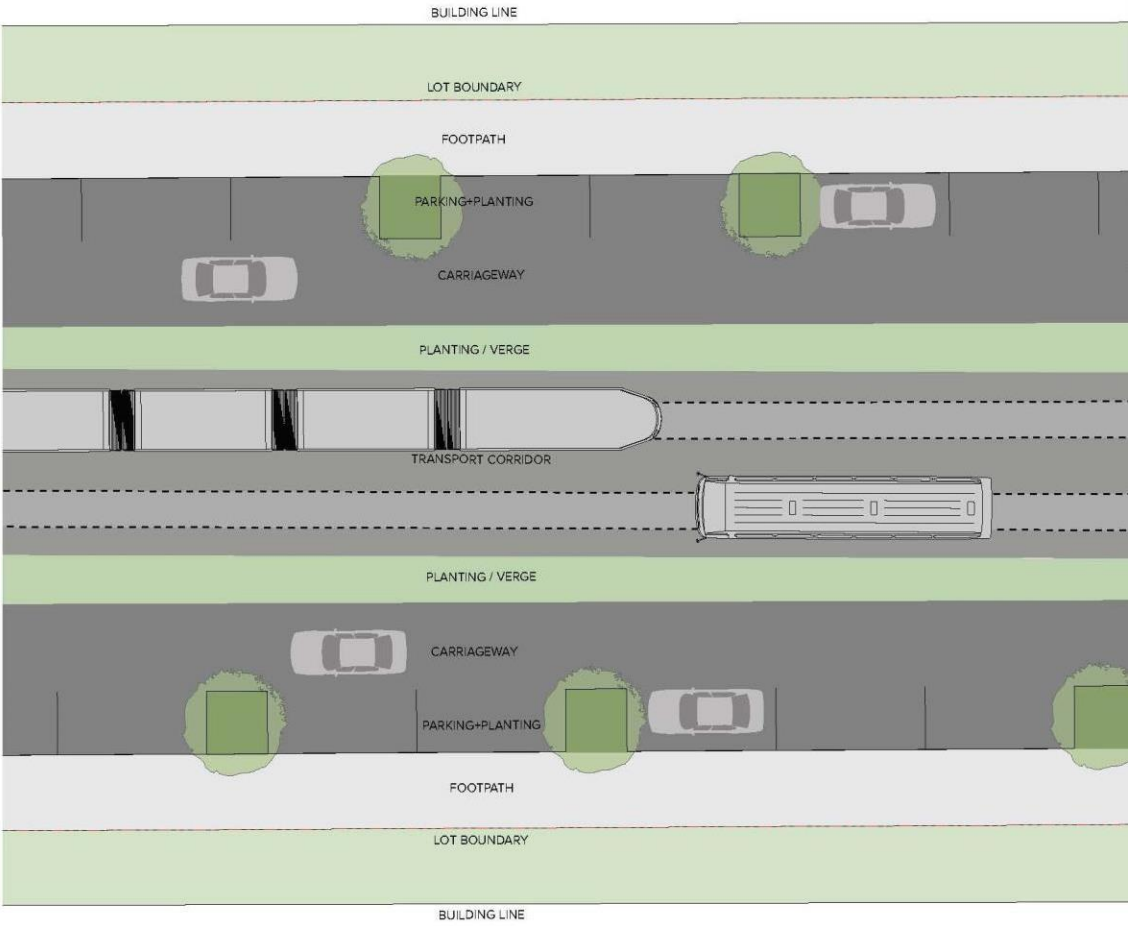 BUILDING LINE
LOT BOUNDARY
FOOTPATH
PARKING+PLANTING
CARRIAGEWAY
PLANTING / VERGE
TRANSPORT CORRIDOR
PLANTING / VERGE
CARRIAGEWAY
PARKING+PLANTING
FOOTPATH
LOT BOUNDARY
BUILDING LINE